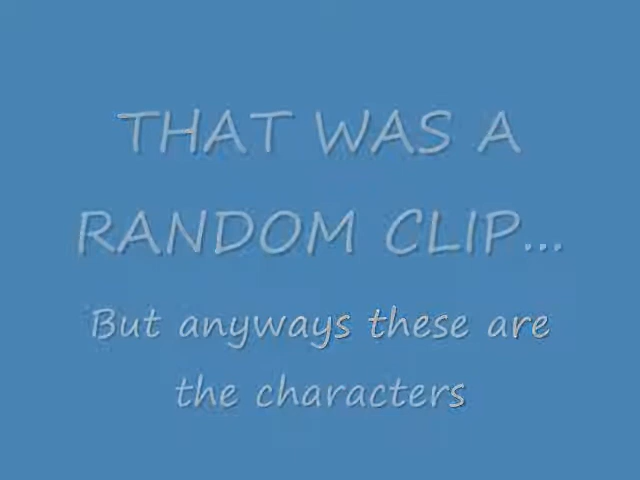 THAT WAS A
RANDOM CLIP...
But anyways these are
the characters